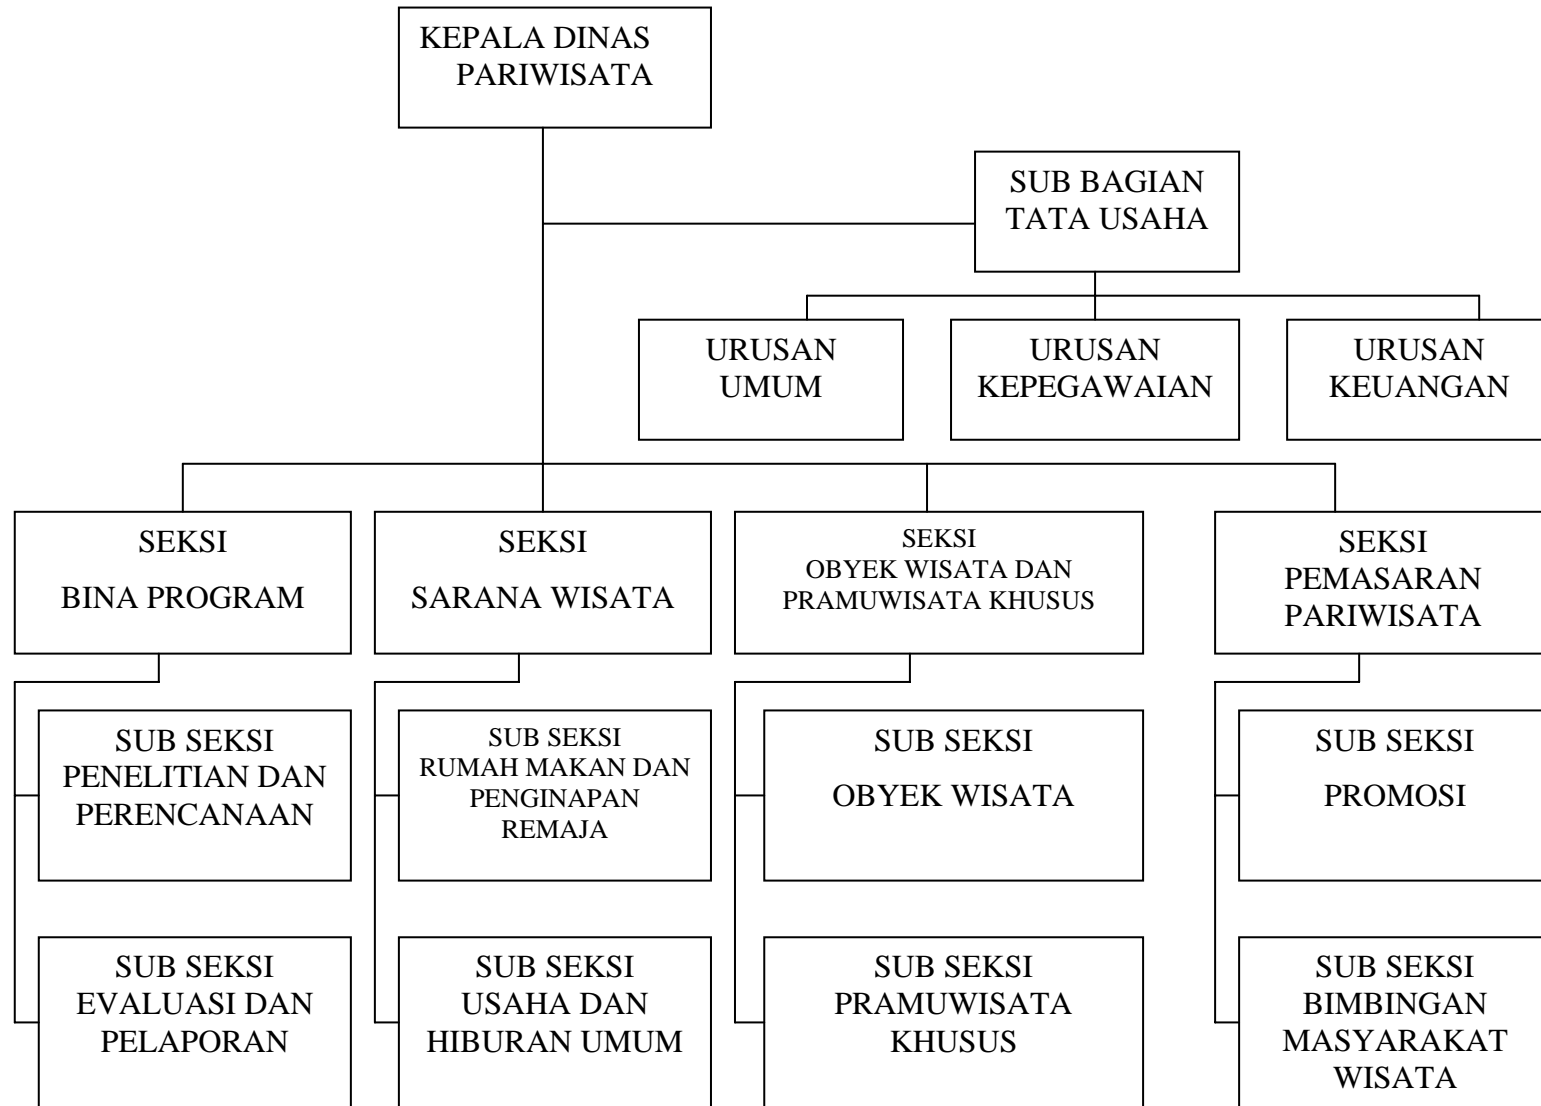 KEPALA DINAS
PARIWISATA
SUB BAGIAN
TATA USAHA
URUSAN
UMUM
URUSAN
KEPEGAWAIAN
URUSAN
KEUANGAN
SEKSI
BINA PROGRAM
SEKSI
SARANA WISATA
SEKSI
OBYEK WISATA DAN
PRAMUWISATA KHUSUS
SEKSI
PEMASARAN
PARIWISATA
SUB SEKSI
PENELITIAN DAN
PERENCANAAN
SUB SEKSI
RUMAH MAKAN DAN
PENGINAPAN
REMAJA
SUB SEKSI
OBYEK WISATA
SUB SEKSI
PROMOSI
SUB SEKSI
EVALUASI DAN
PELAPORAN
SUB SEKSI
USAHA DAN
HIBURAN UMUM
SUB SEKSI
PRAMUWISATA
KHUSUS
SUB SEKSI
BIMBINGAN
MASYARAKAT
WISATA